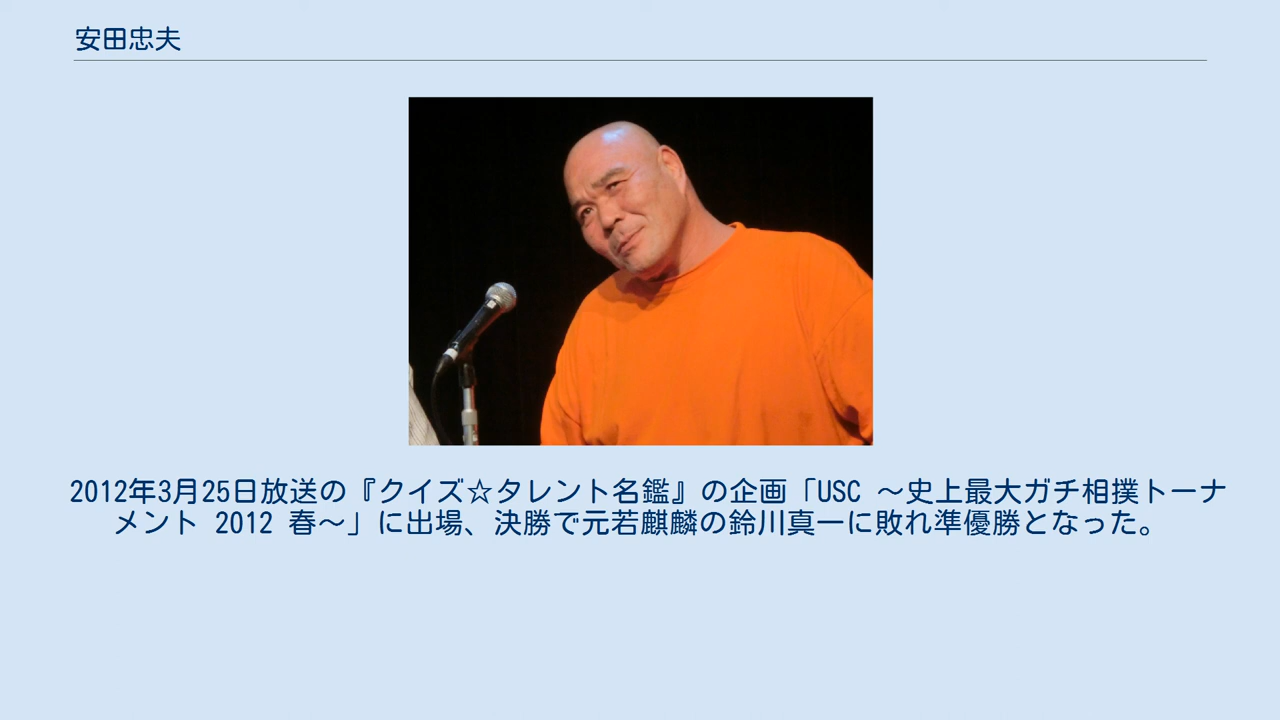 安田忠夫
2012年3月25日放送の『クイズ☆タレント名鑑』の企画「USC ～史上最大ガチ相撲トーナ
メント 2012 春～」に出場、決勝で元若麒麟の鈴川真一に敗れ準優勝となった。